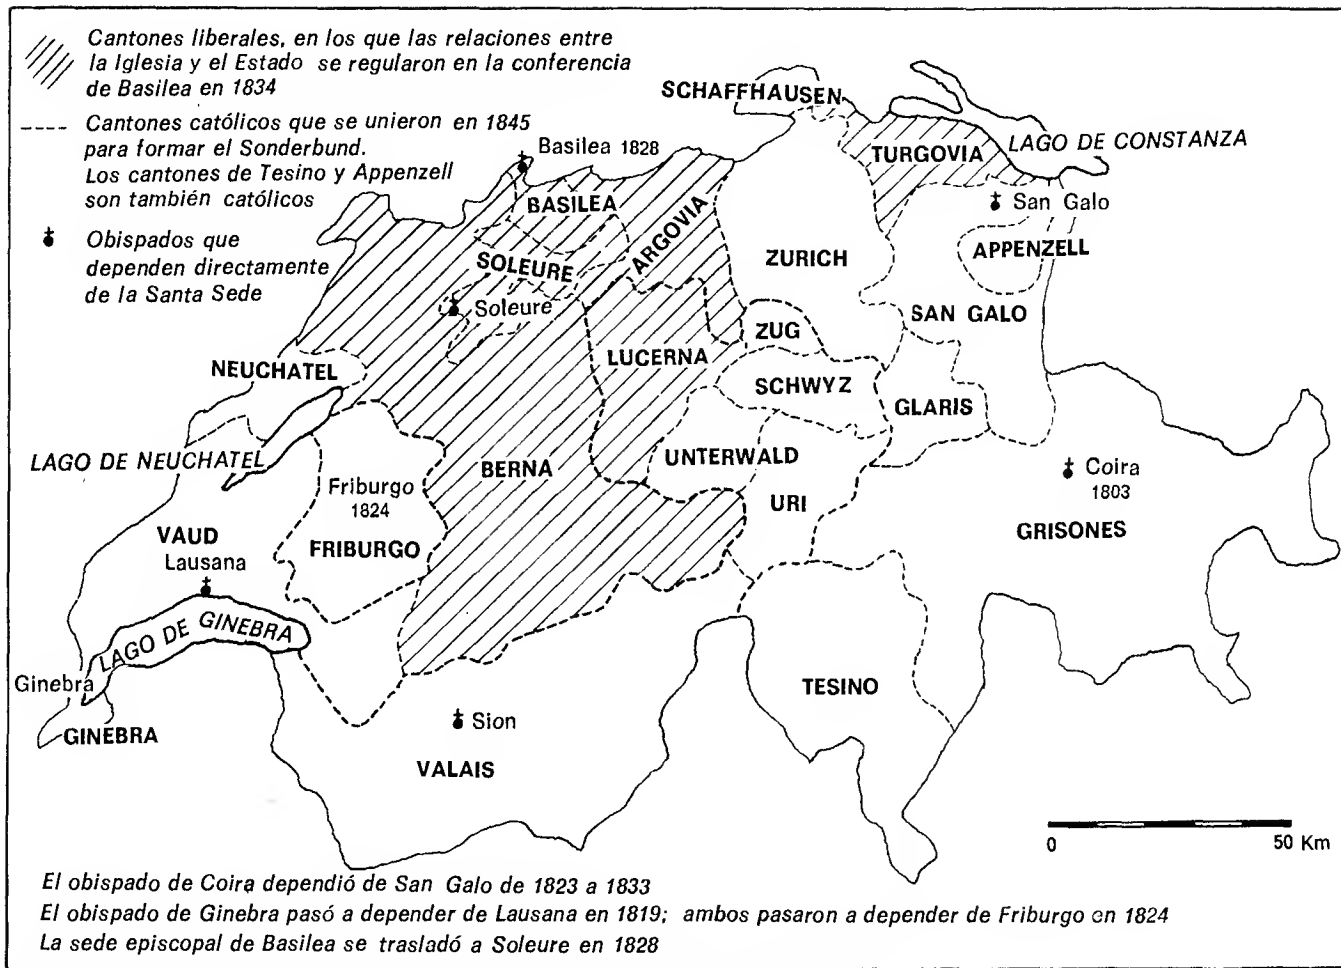 Cantones liberales, en los que las relaciones entre
la Iglesia y el Estado se regularon en la conferencia
de Basilea en 1834
Cantones católicos que se unieron en 1845
para formar el Sonderbund.
Los cantones de Tesino y Appenzell
son también católicos
Obispados que
dependen directamente
de la Santa Sede
SCHAFFHAUSEN
LAGO DE CONSTANZA
TURGOVIA
Basilea 1828
BASILEA
ARGOVIA
San Galo
APPENZELL
ZURICH
SOLEURE
Soleure
SAN GALO
ZUG
LUCERNA
NEUCHATEL
SCHWYZ
GLARIS
LAGO DE NEUCHATEL
UNTERWALD
BERNA
Coira
1803
Friburgo
1824
URI
GRISONES
VAUD
FRIBURGO
Lausana
LAGO DE GINEBRA
Ginebra
GINEBRA
TESINO
Sion
VALAIS
0 50 Km
El obispado de Coira dependió de San Galo de 1823 a 1833
El obispado de Ginebra pasó a depender de Lausana en 1819; ambos pasaron a depender de Friburgo en 1824
La sede episcopal de Basilea se trasladó a Soleure en 1828